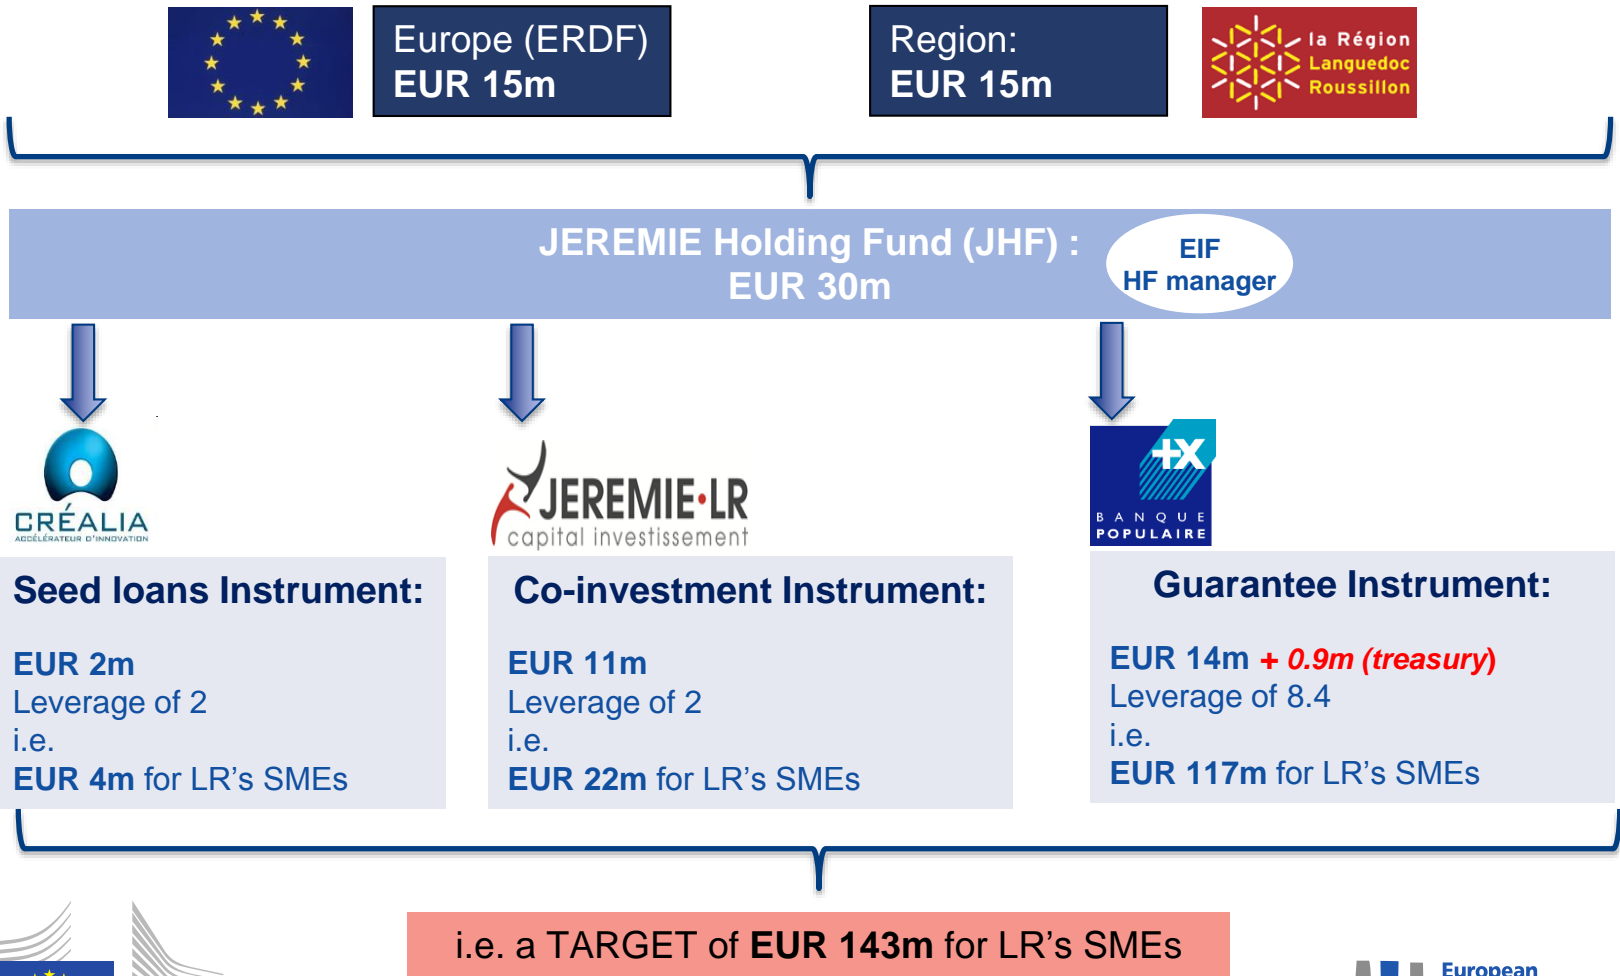 Europe (ERDF)
EUR 15m
Region:
EUR 15m
la Région
Languedoc
Roussillon
JEREMIE Holding Fund (JHF) :
EUR 30m
EIF
HF manager
CRÉALIA
ACCÉLÉRATEUR D'INNOVATION
JEREMIE•LR
capital investissement
+X
BANQUE
POPULAIRE
Seed loans Instrument:
EUR 2m
Leverage of 2
i.e.
EUR 4m for LR's SMEs
Co-investment Instrument:
EUR 11m
Leverage of 2
i.e.
EUR 22m for LR's SMEs
Guarantee Instrument:
EUR 14m + 0.9m (treasury)
Leverage of 8.4
i.e.
EUR 117m for LR's SMEs
i.e. a TARGET of EUR 143m for LR's SMEs
European